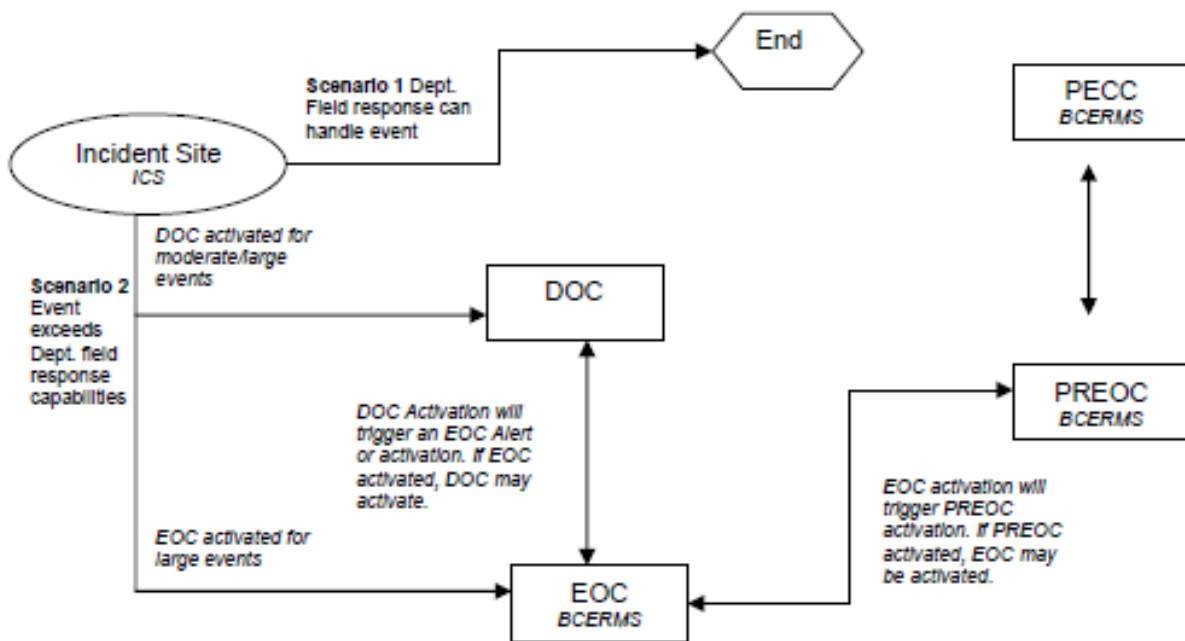 End
Scenario 1 Dept.
Field response can
handle event
PECC
BCERMS
Incident Site
ICS
DOC activated for
moderate/large
events
Scenario 2
Event
exceeds
Dept. field
response
capabilities
DOC
PREOC
BCERMS
DOC Activation will
trigger an EOC Alert
or activation. If EOC
activated, DOC may
activate.
EOC activation will
trigger PREOC
activation. If PREOC
activated, EOC may
be activated.
EOC activated for
large events
EOC
BCERMS